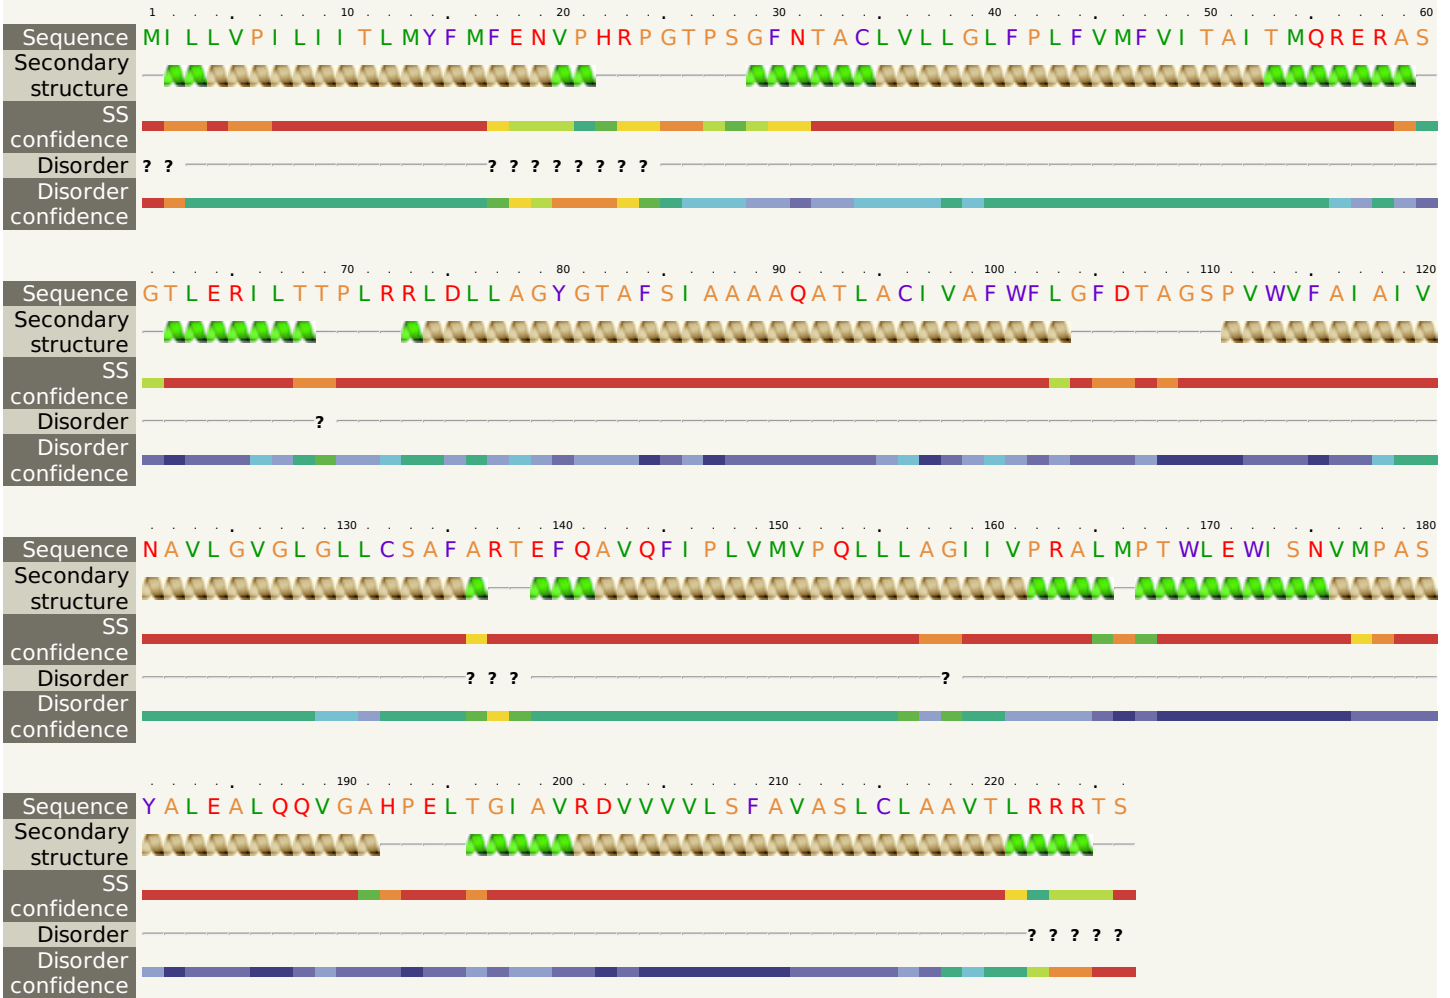 1 . . . . . . . . 10 . . . . . . . . . 20 . . . . . . . . . 30 . . . . . . . . . 40 . . . . . . . . . 50 . . . . . . . . . 60
Sequence MILLVPILIITLMYFMFENVPHRPGTPSGFNTACLVLLGLFPLFVMFVITAITMQRERAS
Secondary
structure
SS
confidence
Disorder ? ? ? ? ? ? ? ? ? ?
Disorder
confidence
. . . . . . . . . 70 . . . . . . . . . 80 . . . . . . . . . 90 . . . . . . . . . 100 . . . . . . . . . 110 . . . . . . . . . 120
Sequence GTLERILTTPLRRLDLLAGYGTAFSIAAAAQATLACIVAFWFLGFDTAGSPVWVFAIAIV
Secondary
structure
SS
confidence
Disorder ?
Disorder
confidence
. . . . . . . . . 130 . . . . . . . . . 140 . . . . . . . . . 150 . . . . . . . . . 160 . . . . . . . . . 170 . . . . . . . . . 180
Sequence NAVLGVGLGLLCSAFARTEFQAVQFIPLVMVPQLLLAGIIVPRALMPTWLEWISNVMPAS
Secondary
structure
SS
confidence
Disorder ? ? ? ?
Disorder
confidence
. . . . . . . . . 190 . . . . . . . . . 200 . . . . . . . . . 210 . . . . . . . . . 220 . . . . . .
Sequence YALEALQQVGAHPELTGIAVRDVVVVLSFAVASLCLAAVTLRRRTS
Secondary
structure
SS
confidence
Disorder ? ? ? ? ?
Disorder
confidence